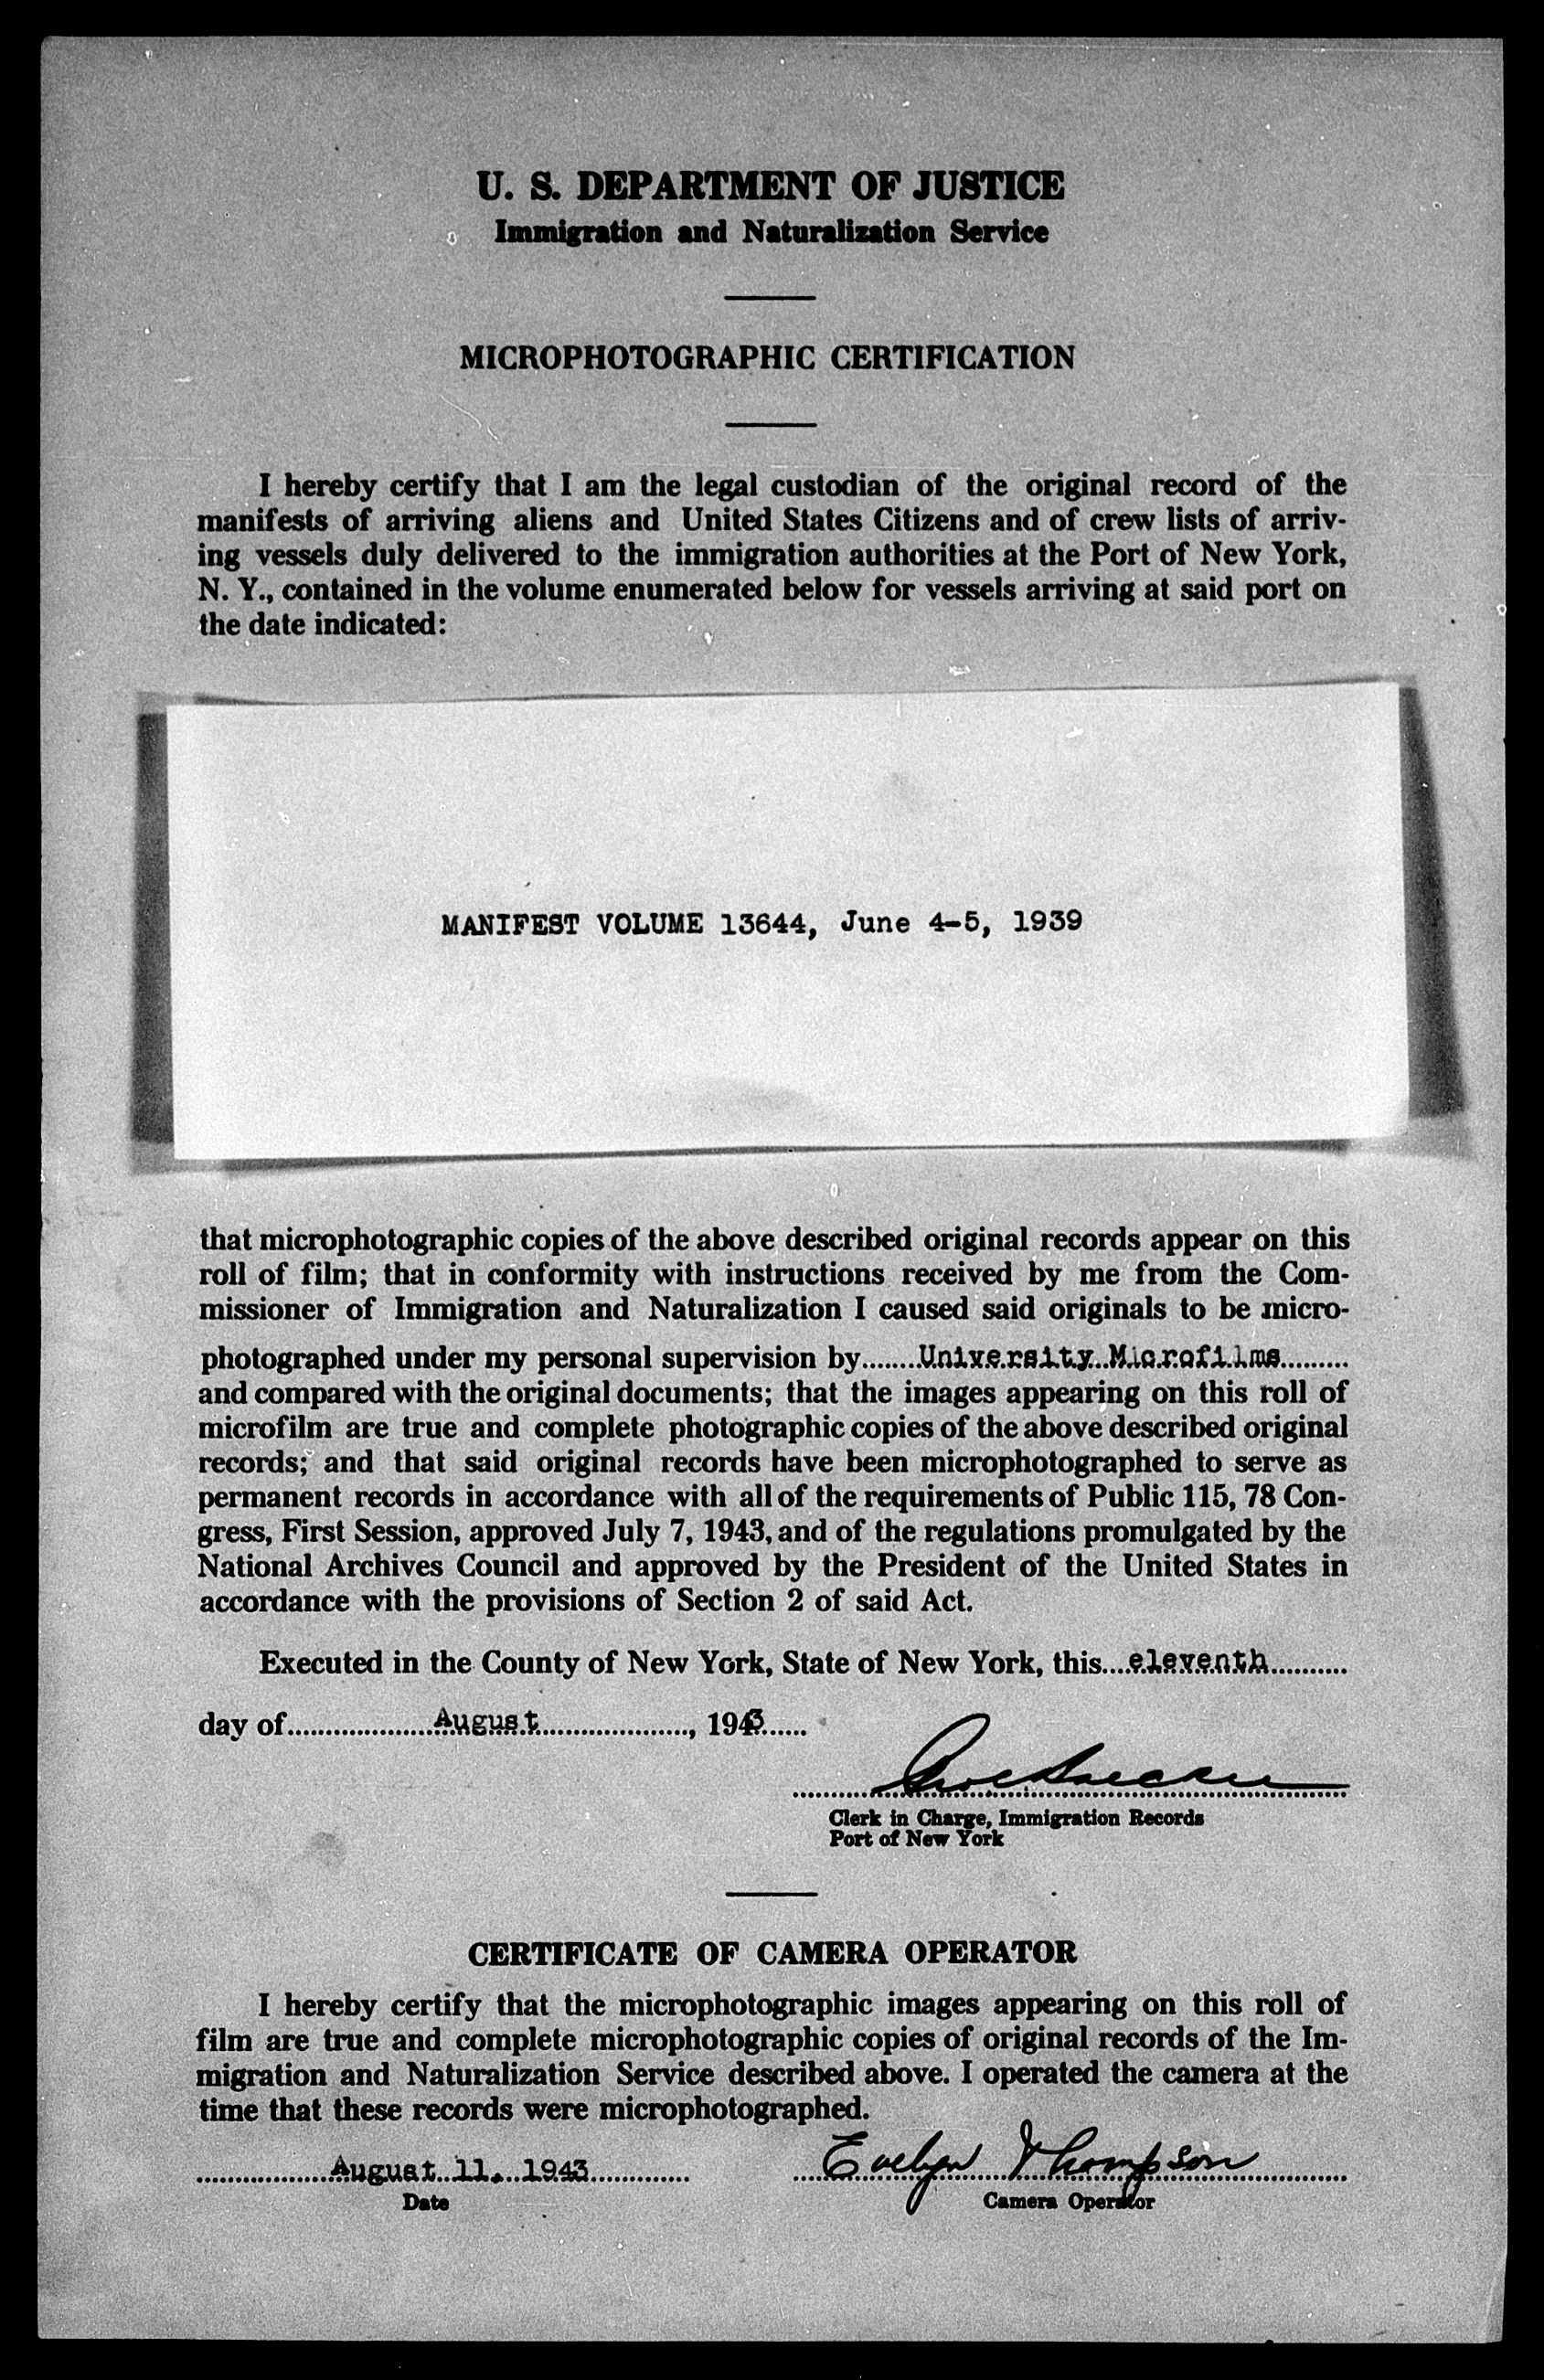 U. S. DEPARTMENT OF JUSTICE
Immigration and Naturalization Service
MICROPHOTOGRAPHIC CERTIFICATION
I hereby certify that I am the legal custodian of the original record of the
manifests of arriving aliens and United States Citizens and of crew lists of arriv-
ing vessels duly delivered to the immigration authorities at the Port of New York,
N. Y., contained in the volume enumerated below for vessels arriving at said port on
the date indicated:
MANIFEST VOLUME 13644, June 4-5, 1939
that microphotographic copies of the above described original records appear on this
roll of film; that in conformity with instructions received by me from the Com-
missioner of Immigration and Naturalization I caused said originals to be micro-
photographed under my personal supervision by University Microfilms
and compared with the original documents; that the images appearing on this roll of
microfilm are true and complete photographic copies of the above described original
records; and that said original records have been microphotographed to serve as
permanent records in accordance with all of the requirements of Public 115, 78 Con-
gress, First Session, approved July 7, 1943, and of the regulations promulgated by the
National Archives Council and approved by the President of the United States in
accordance with the provisions of Section 2 of said Act.
Executed in the County of New York, State of New York, this eleventh
day of August, 1943
Clerk in Charge, Immigration Records
Port of New York
CERTIFICATE OF CAMERA OPERATOR
I hereby certify that the microphotographic images appearing on this roll of
film are true and complete microphotographic copies of original records of the Im-
migration and Naturalization Service described above. I operated the camera at the
time that these records were microphotographed.
August 11, 1943 Evelyn Thompson
Date Camera Operator